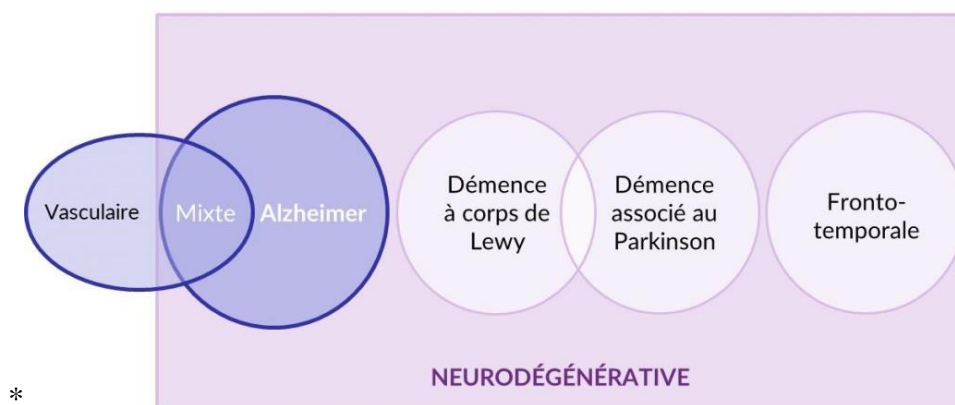 Vasculaire
Mixte
Alzheimer
Démence
à corps de
Lewy
Démence
associé au
Parkinson
Fronto-
temporale
NEURODÉGÉNÉRATIVE
*